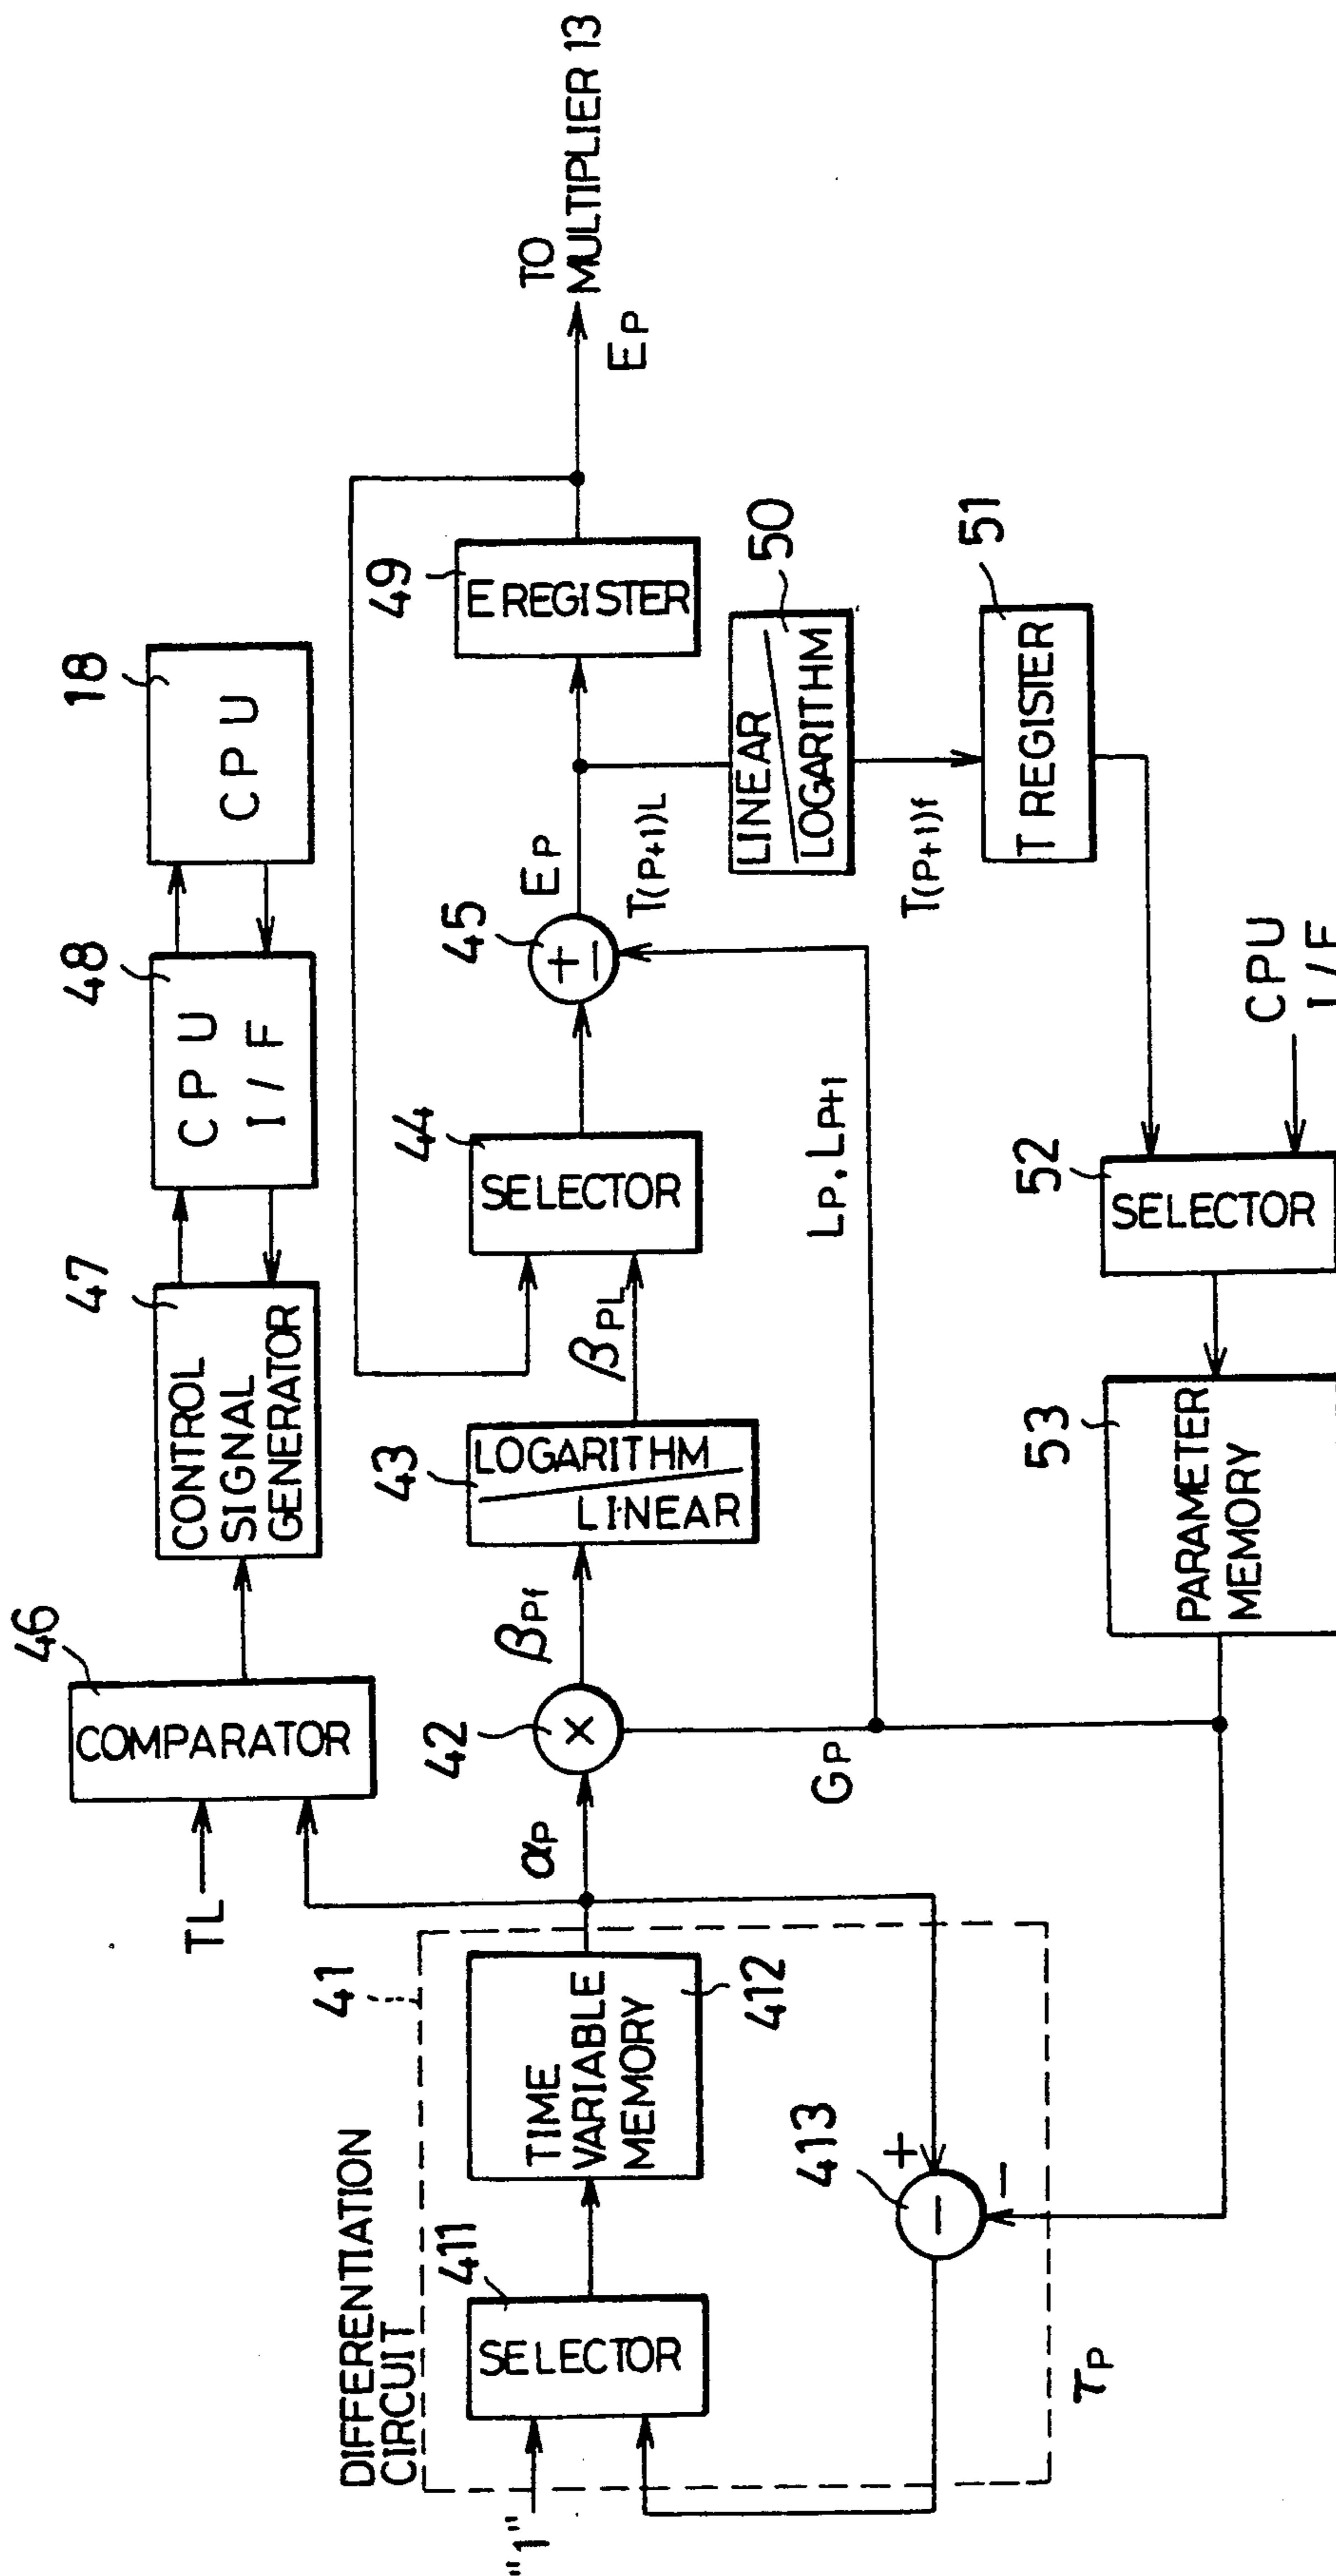 DIFFERENTIATION
CIRCUIT
41
"1"
411
SELECTOR
TIME
VARIABLE
MEMORY
412
413
+
−
−
τP
TL
46
COMPARATOR
αP
42
×
GP
βPf
43
LOGARITHM
LINEAR
βPL
47
CONTROL
SIGNAL
GENERATOR
48
CPU
I/F
18
CPU
44
SELECTOR
LP, LP+1
45
+
−
EP
T(P+1)L
49
E REGISTER
EP
TO
MULTIPLIER 13
50
LINEAR
LOGARITHM
T(P+1)f
51
T REGISTER
CPU
I/F
52
SELECTOR
53
PARAMETER
MEMORY